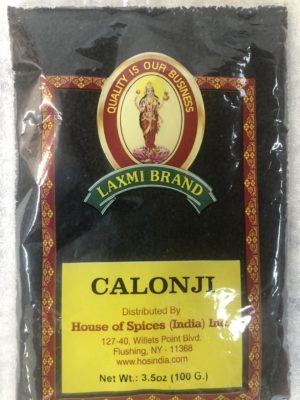 QUALITY IS OUR BUSINESS
LAXMI BRAND
CALONJI
Distributed By
House of Spices (India) Inc
127-40, Willets Point Blvd.
Flushing, NY - 11368
www.hosindia.com
Net Wt.: 3.5oz (100 G.)